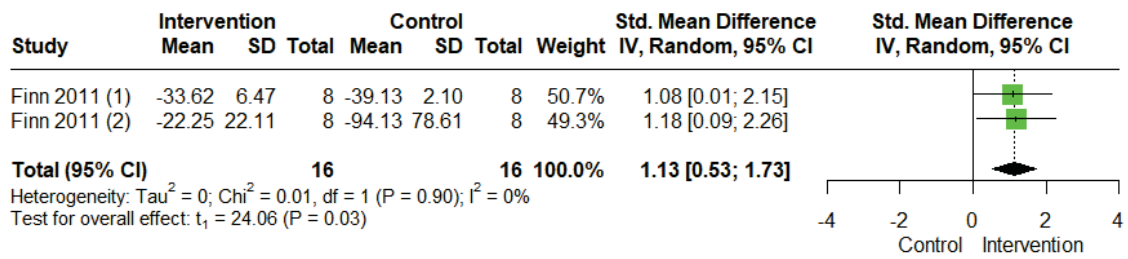 Intervention Control Std. Mean Difference Std. Mean Difference
Study Mean SD Total Mean SD Total Weight IV, Random, 95% CI IV, Random, 95% CI
Finn 2011 (1) -33.62 6.47 8 -39.13 2.10 8 50.7% 1.08 [0.01; 2.15]
Finn 2011 (2) -22.25 22.11 8 -94.13 78.61 8 49.3% 1.18 [0.09; 2.26]
Total (95% CI) 16 16 100.0% 1.13 [0.53; 1.73]
Heterogeneity: Tau² = 0; Chi² = 0.01, df = 1 (P = 0.90); I² = 0%
Test for overall effect: t₁ = 24.06 (P = 0.03)
-4 -2 0 2 4
Control Intervention